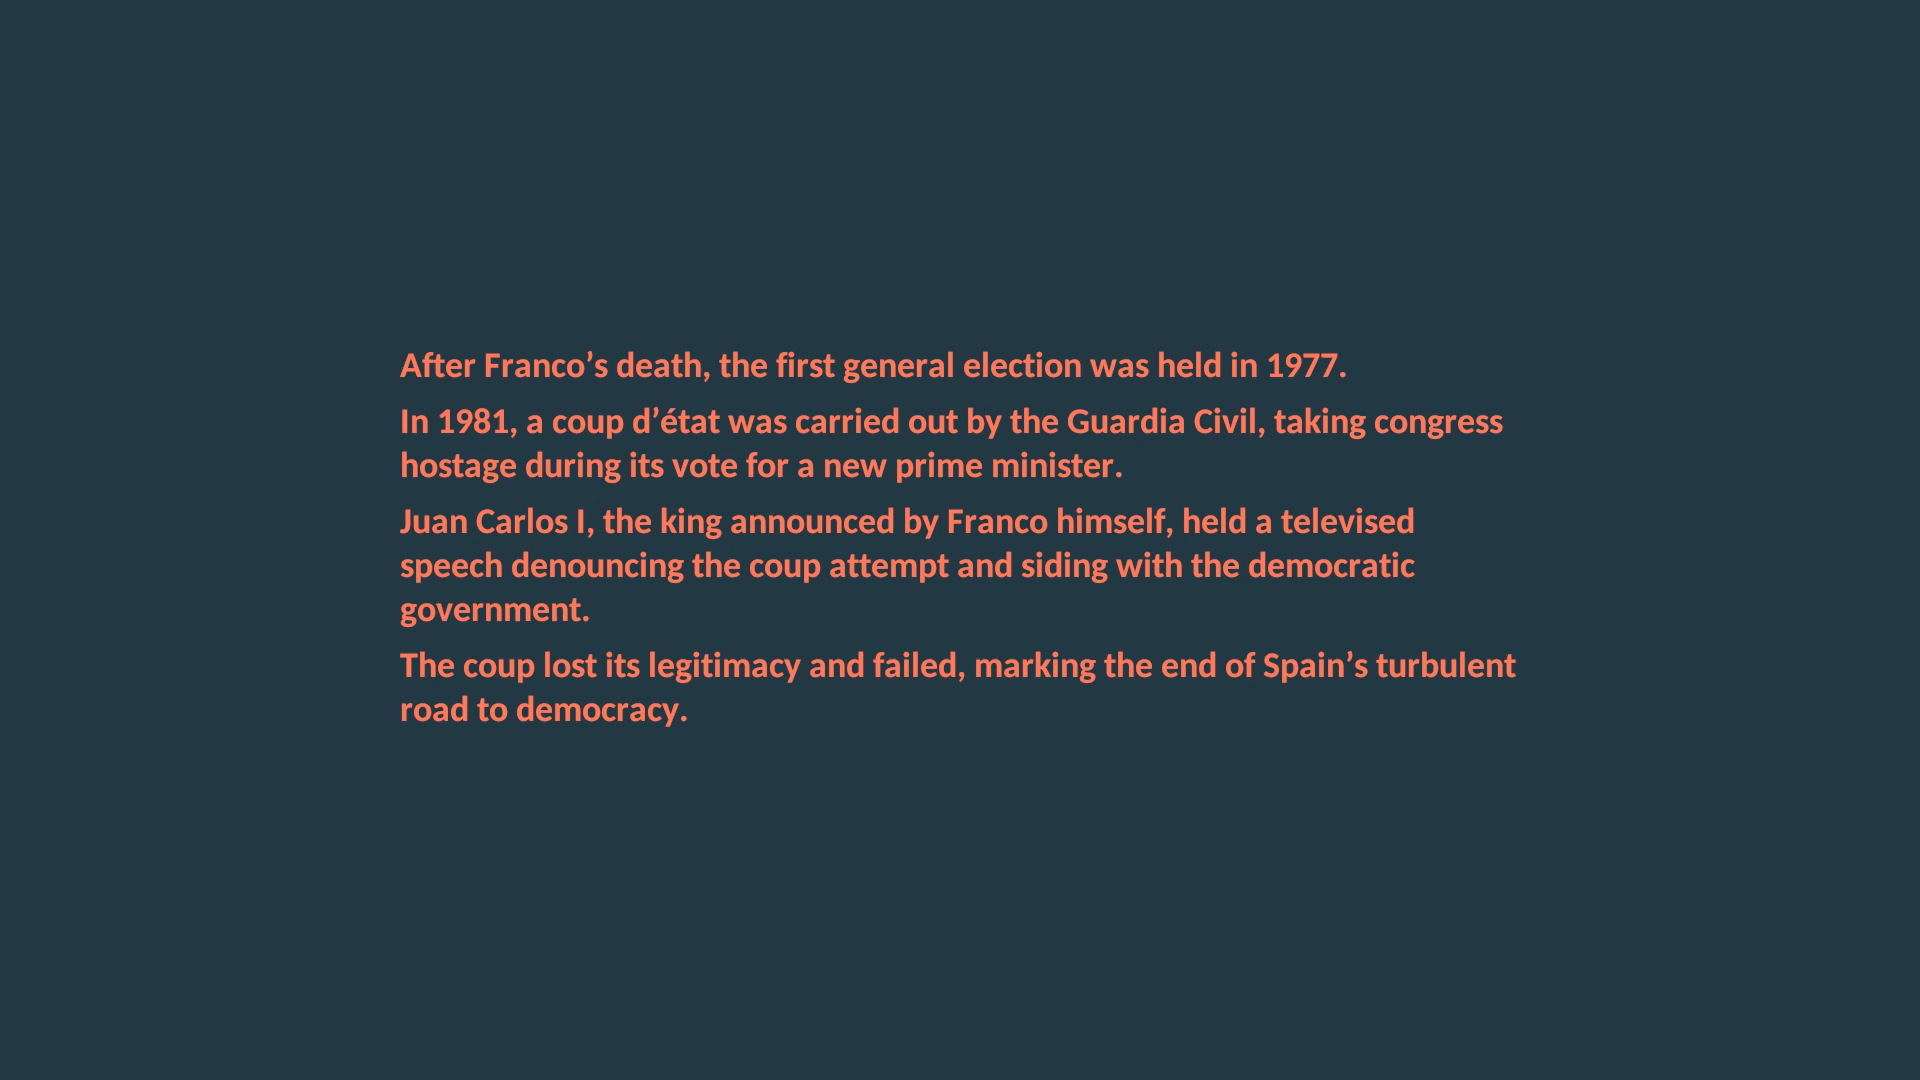 After Franco’s death, the first general election was held in 1977.
In 1981, a coup d’état was carried out by the Guardia Civil, taking congress
hostage during its vote for a new prime minister.
Juan Carlos I, the king announced by Franco himself, held a televised
speech denouncing the coup attempt and siding with the democratic
government.
The coup lost its legitimacy and failed, marking the end of Spain’s turbulent
road to democracy.